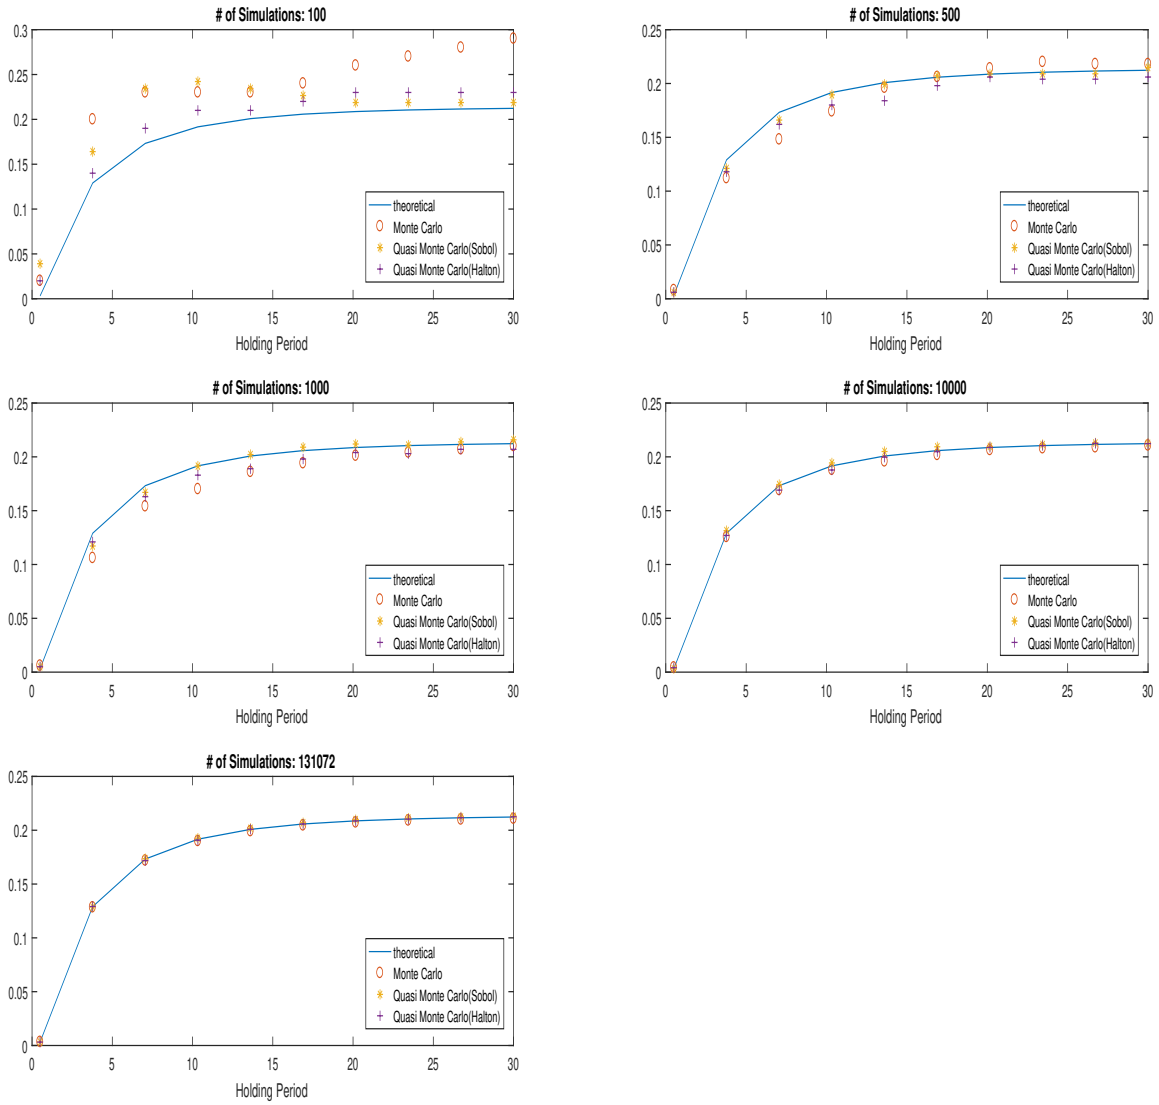 # of Simulations: 100
0.3
0.25
0.2
0.15
0.1
0.05
0
0 5 10 15 20 25 30
Holding Period
theoretical
Monte Carlo
Quasi Monte Carlo(Sobol)
Quasi Monte Carlo(Halton)
# of Simulations: 500
0.25
0.2
0.15
0.1
0.05
0
0 5 10 15 20 25 30
Holding Period
theoretical
Monte Carlo
Quasi Monte Carlo(Sobol)
Quasi Monte Carlo(Halton)
# of Simulations: 1000
0.25
0.2
0.15
0.1
0.05
0
0 5 10 15 20 25 30
Holding Period
theoretical
Monte Carlo
Quasi Monte Carlo(Sobol)
Quasi Monte Carlo(Halton)
# of Simulations: 10000
0.25
0.2
0.15
0.1
0.05
0
0 5 10 15 20 25 30
Holding Period
theoretical
Monte Carlo
Quasi Monte Carlo(Sobol)
Quasi Monte Carlo(Halton)
# of Simulations: 131072
0.25
0.2
0.15
0.1
0.05
0
0 5 10 15 20 25 30
Holding Period
theoretical
Monte Carlo
Quasi Monte Carlo(Sobol)
Quasi Monte Carlo(Halton)